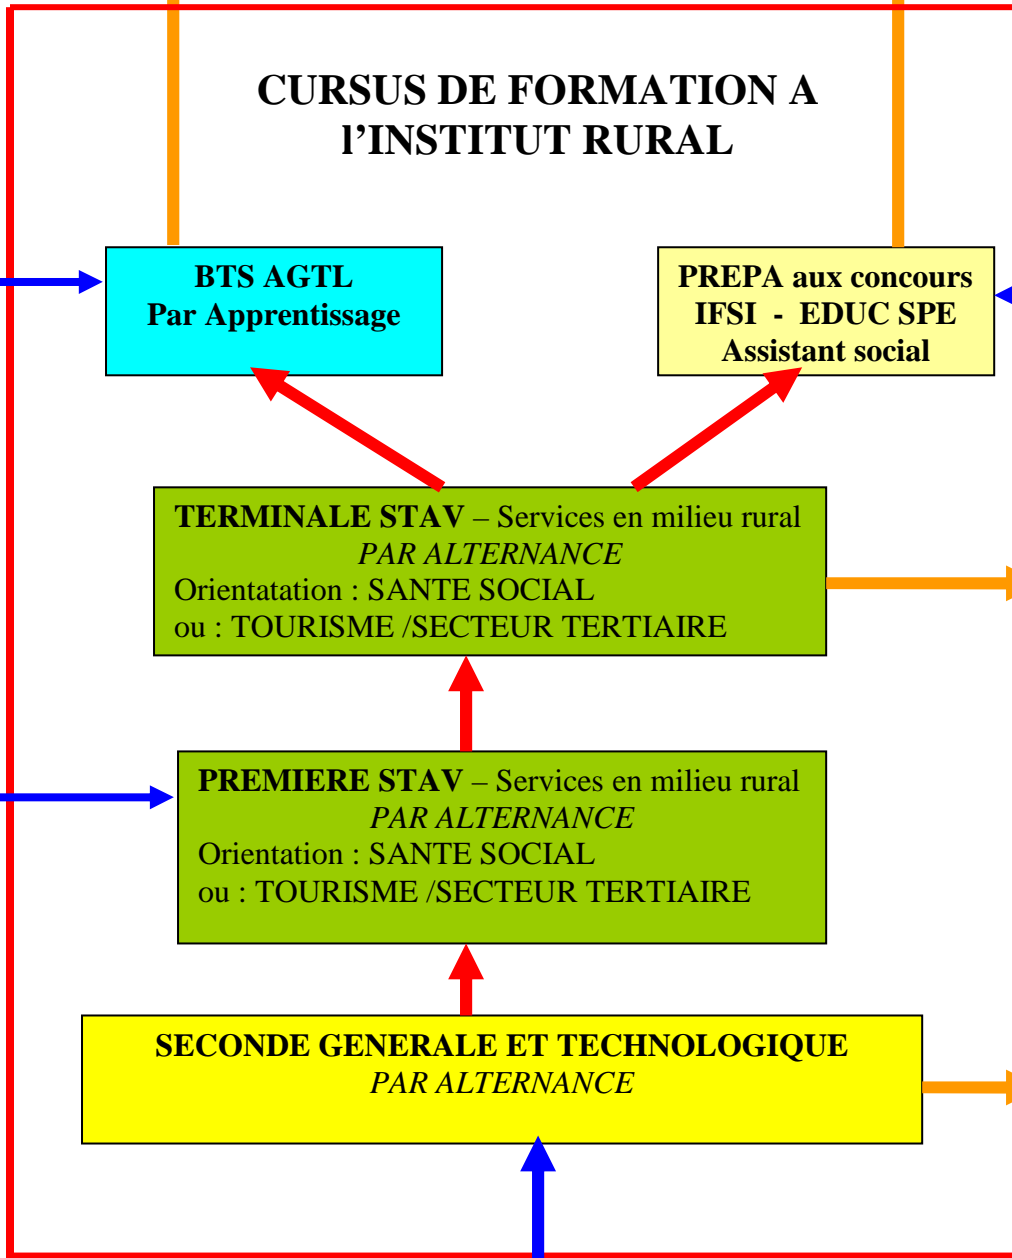 CURSUS DE FORMATION A
l’INSTITUT RURAL
BTS AGTL
Par Apprentissage
PREPA aux concours
IFSI - EDUC SPE
Assistant social
TERMINALE STAV – Services en milieu rural
PAR ALTERNANCE
Orientatation : SANTE SOCIAL
ou : TOURISME /SECTEUR TERTIAIRE
PREMIERE STAV – Services en milieu rural
PAR ALTERNANCE
Orientation : SANTE SOCIAL
ou : TOURISME /SECTEUR TERTIAIRE
SECONDE GENERALE ET TECHNOLOGIQUE
PAR ALTERNANCE